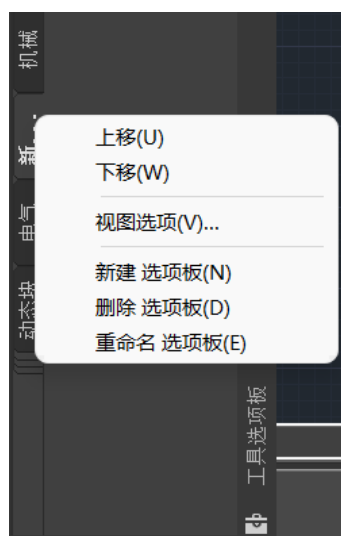 机械
新...
上移(U)
下移(W)
视图选项(V)...
新建 选项板(N)
删除 选项板(D)
重命名 选项板(E)
电气
动态块
工具选项板